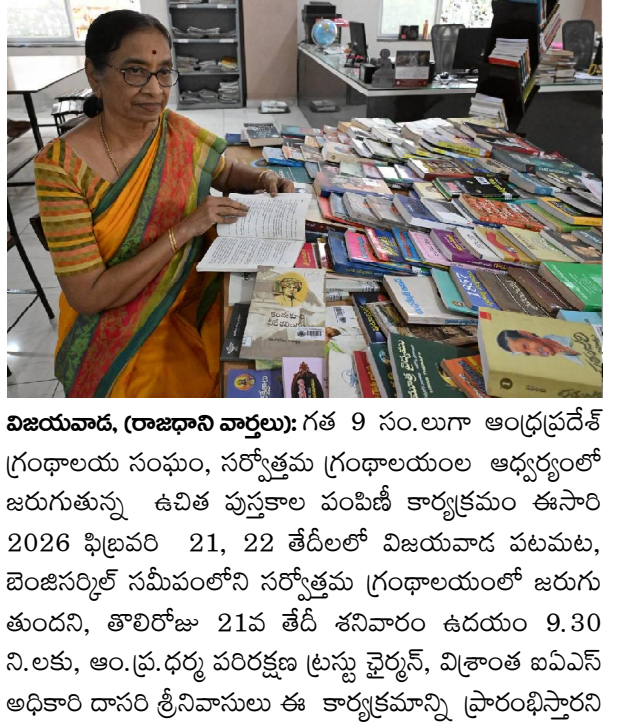 విజయవాడ, (రాజధాని వార్తలు): గత 9 సం.లుగా ఆంధ్రప్రదేశ్
గ్రంథాలయ సంఘం, సర్వోత్తమ గ్రంథాలయంల ఆధ్వర్యంలో
జరుగుతున్న ఉచిత పుస్తకాల పంపిణీ కార్యక్రమం ఈసారి
2026 ఫిబ్రవరి 21, 22 తేదీలలో విజయవాడ పటమట,
బెంజిసర్కిల్ సమీపంలోని సర్వోత్తమ గ్రంథాలయంలో జరుగు
తుందని, తొలిరోజు 21వ తేదీ శనివారం ఉదయం 9.30
ని.లకు, ఆం.ప్ర.ధర్మ పరిరక్షణ ట్రస్టు ఛైర్మన్, విశ్రాంత ఐఏఎస్
అధికారి దాసరి శ్రీనివాసులు ఈ కార్యక్రమాన్ని ప్రారంభిస్తారని